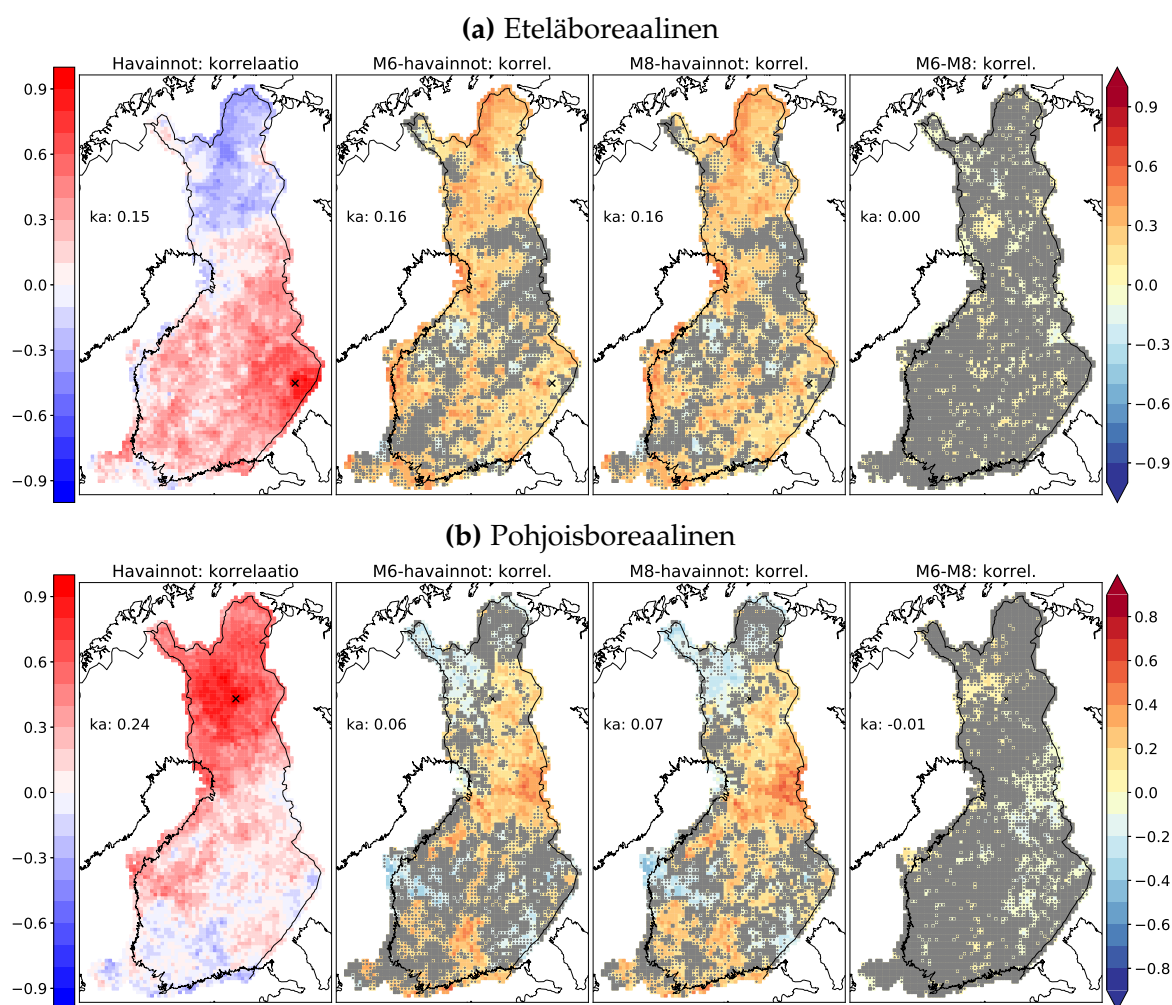 (a) Eteläboreaalinen
Havainnot: korrelaatio
M6-havainnot: korrel.
M8-havainnot: korrel.
M6-M8: korrel.
0.9
0.6
0.3
0.0
−0.3
−0.6
−0.9
ka: 0.15
ka: 0.16
ka: 0.16
ka: 0.00
0.9
0.6
0.3
0.0
−0.3
−0.6
−0.9
(b) Pohjoisboreaalinen
Havainnot: korrelaatio
M6-havainnot: korrel.
M8-havainnot: korrel.
M6-M8: korrel.
0.9
0.6
0.3
0.0
−0.3
−0.6
−0.9
ka: 0.24
ka: 0.06
ka: 0.07
ka: -0.01
0.8
0.6
0.4
0.2
0.0
−0.2
−0.4
−0.6
−0.8